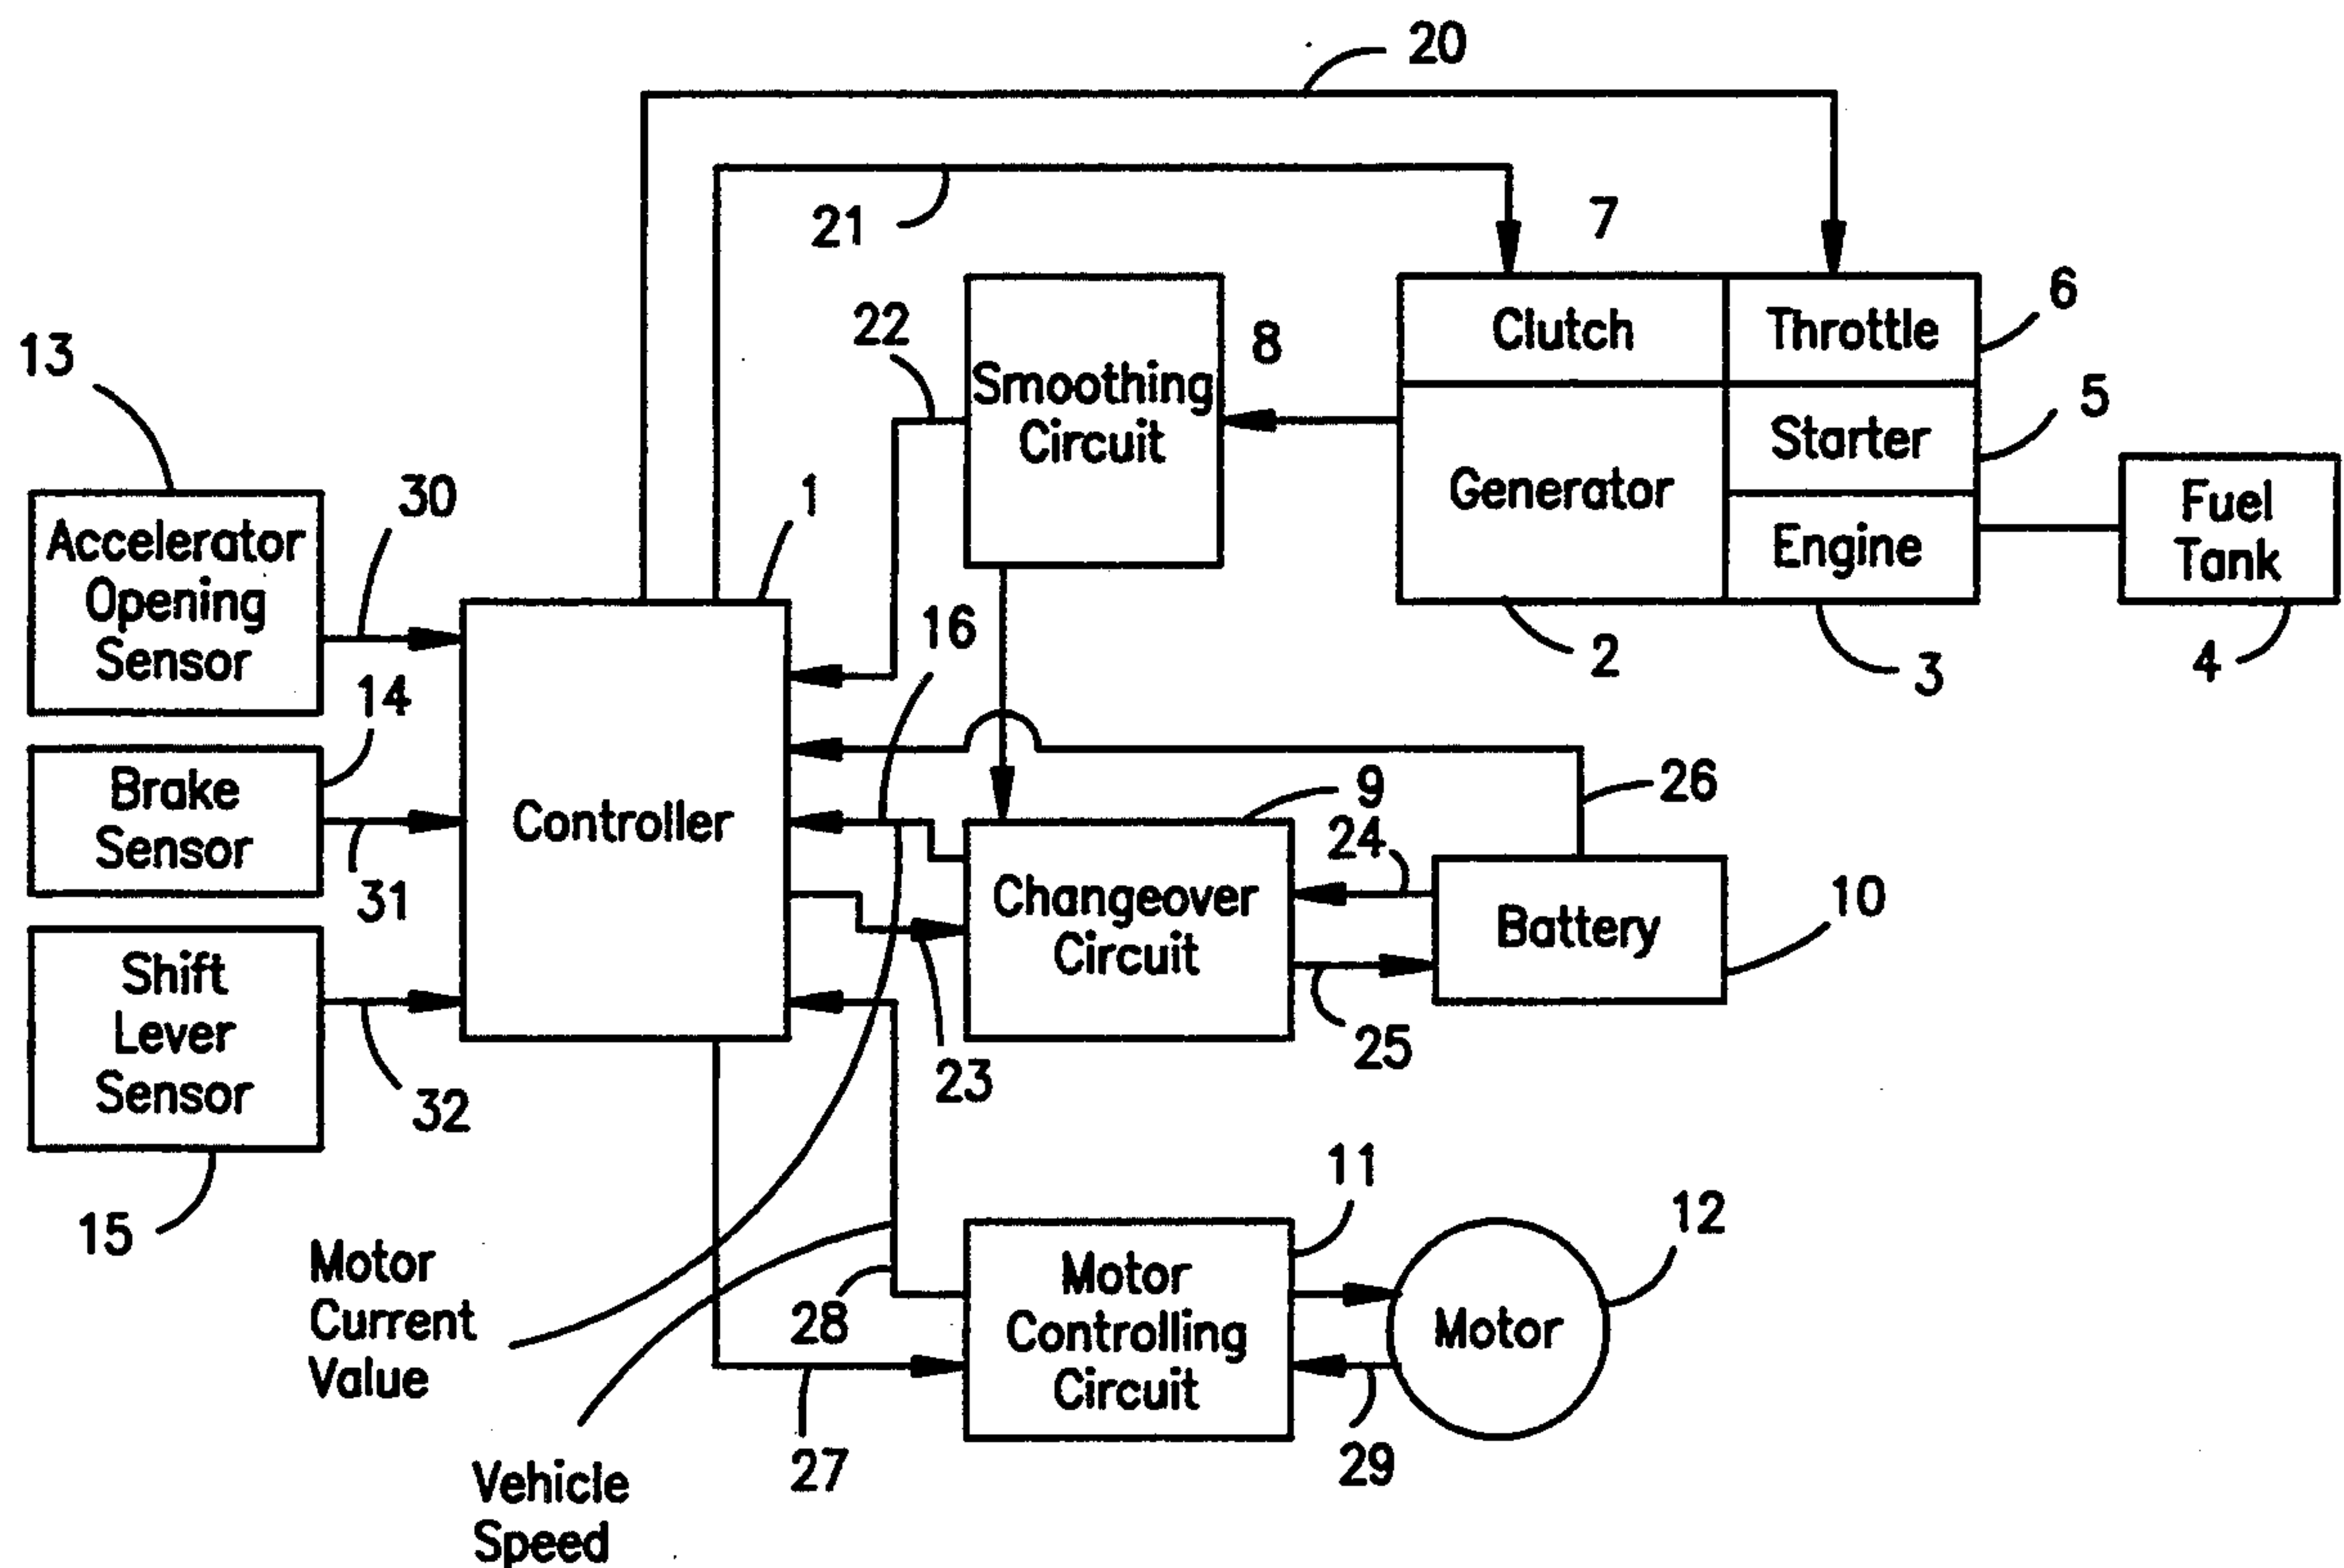 20
21
7
22
8
Clutch
Throttle
6
13
Smoothing
Circuit
Starter
5
Generator
Fuel
Tank
30
1
Accelerator
Opening
Sensor
Engine
16
2
3
4
14
Brake
Sensor
Controller
9
26
24
31
Changeover
Circuit
Battery
10
Shift
Lever
Sensor
23
25
32
11
15
Motor
Current
Value
12
28
Motor
Controlling
Circuit
Motor
27
29
Vehicle
Speed